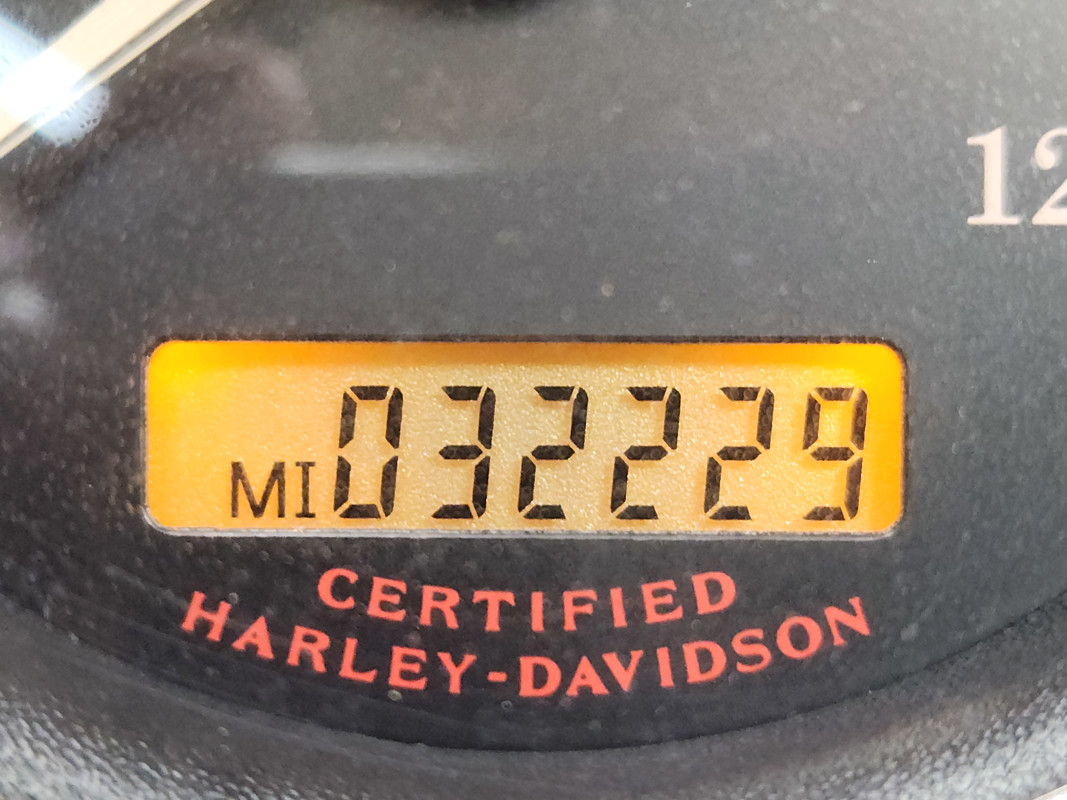 12
MI 032229
CERTIFIED
HARLEY-DAVIDSON